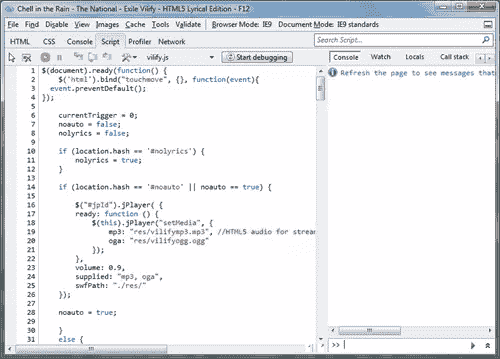 Chell in the Rain - The National - Exile Vilify - HTML5 Lyrical Edition - F12
File Find Disable View Images Cache Tools Validate Browser Mode: IE9 Document Mode: IE9 standards
HTML CSS Console Script Profiler Network Search Script...
vilify.js Start debugging Console Watch Locals Call stack
Refresh the page to see messages that
1 $(document).ready(function() {
2 $('html').bind("touchmove", {}, function(event){
3 event.preventDefault();
4 });
5
6 currentTrigger = 0;
7 noauto = false;
8 nolyrics = false;
9
10 if (location.hash == '#nolyrics') {
11 nolyrics = true;
12 }
13
14 if (location.hash == '#noauto' || noauto == true) {
15
16 $("#jpId").jPlayer( {
17 ready: function () {
18 $(this).jPlayer("setMedia", {
19 mp3: "res/vilifymp3.mp3", //HTML5 audio for stream
20 oga: "res/vilifyogg.ogg"
21 });
22 },
23 volume: 0.9,
24 supplied: "mp3, oga",
25 swfPath: "./res/"
26 });
27
28 noauto = true;
29
30 }
31 else {
>>